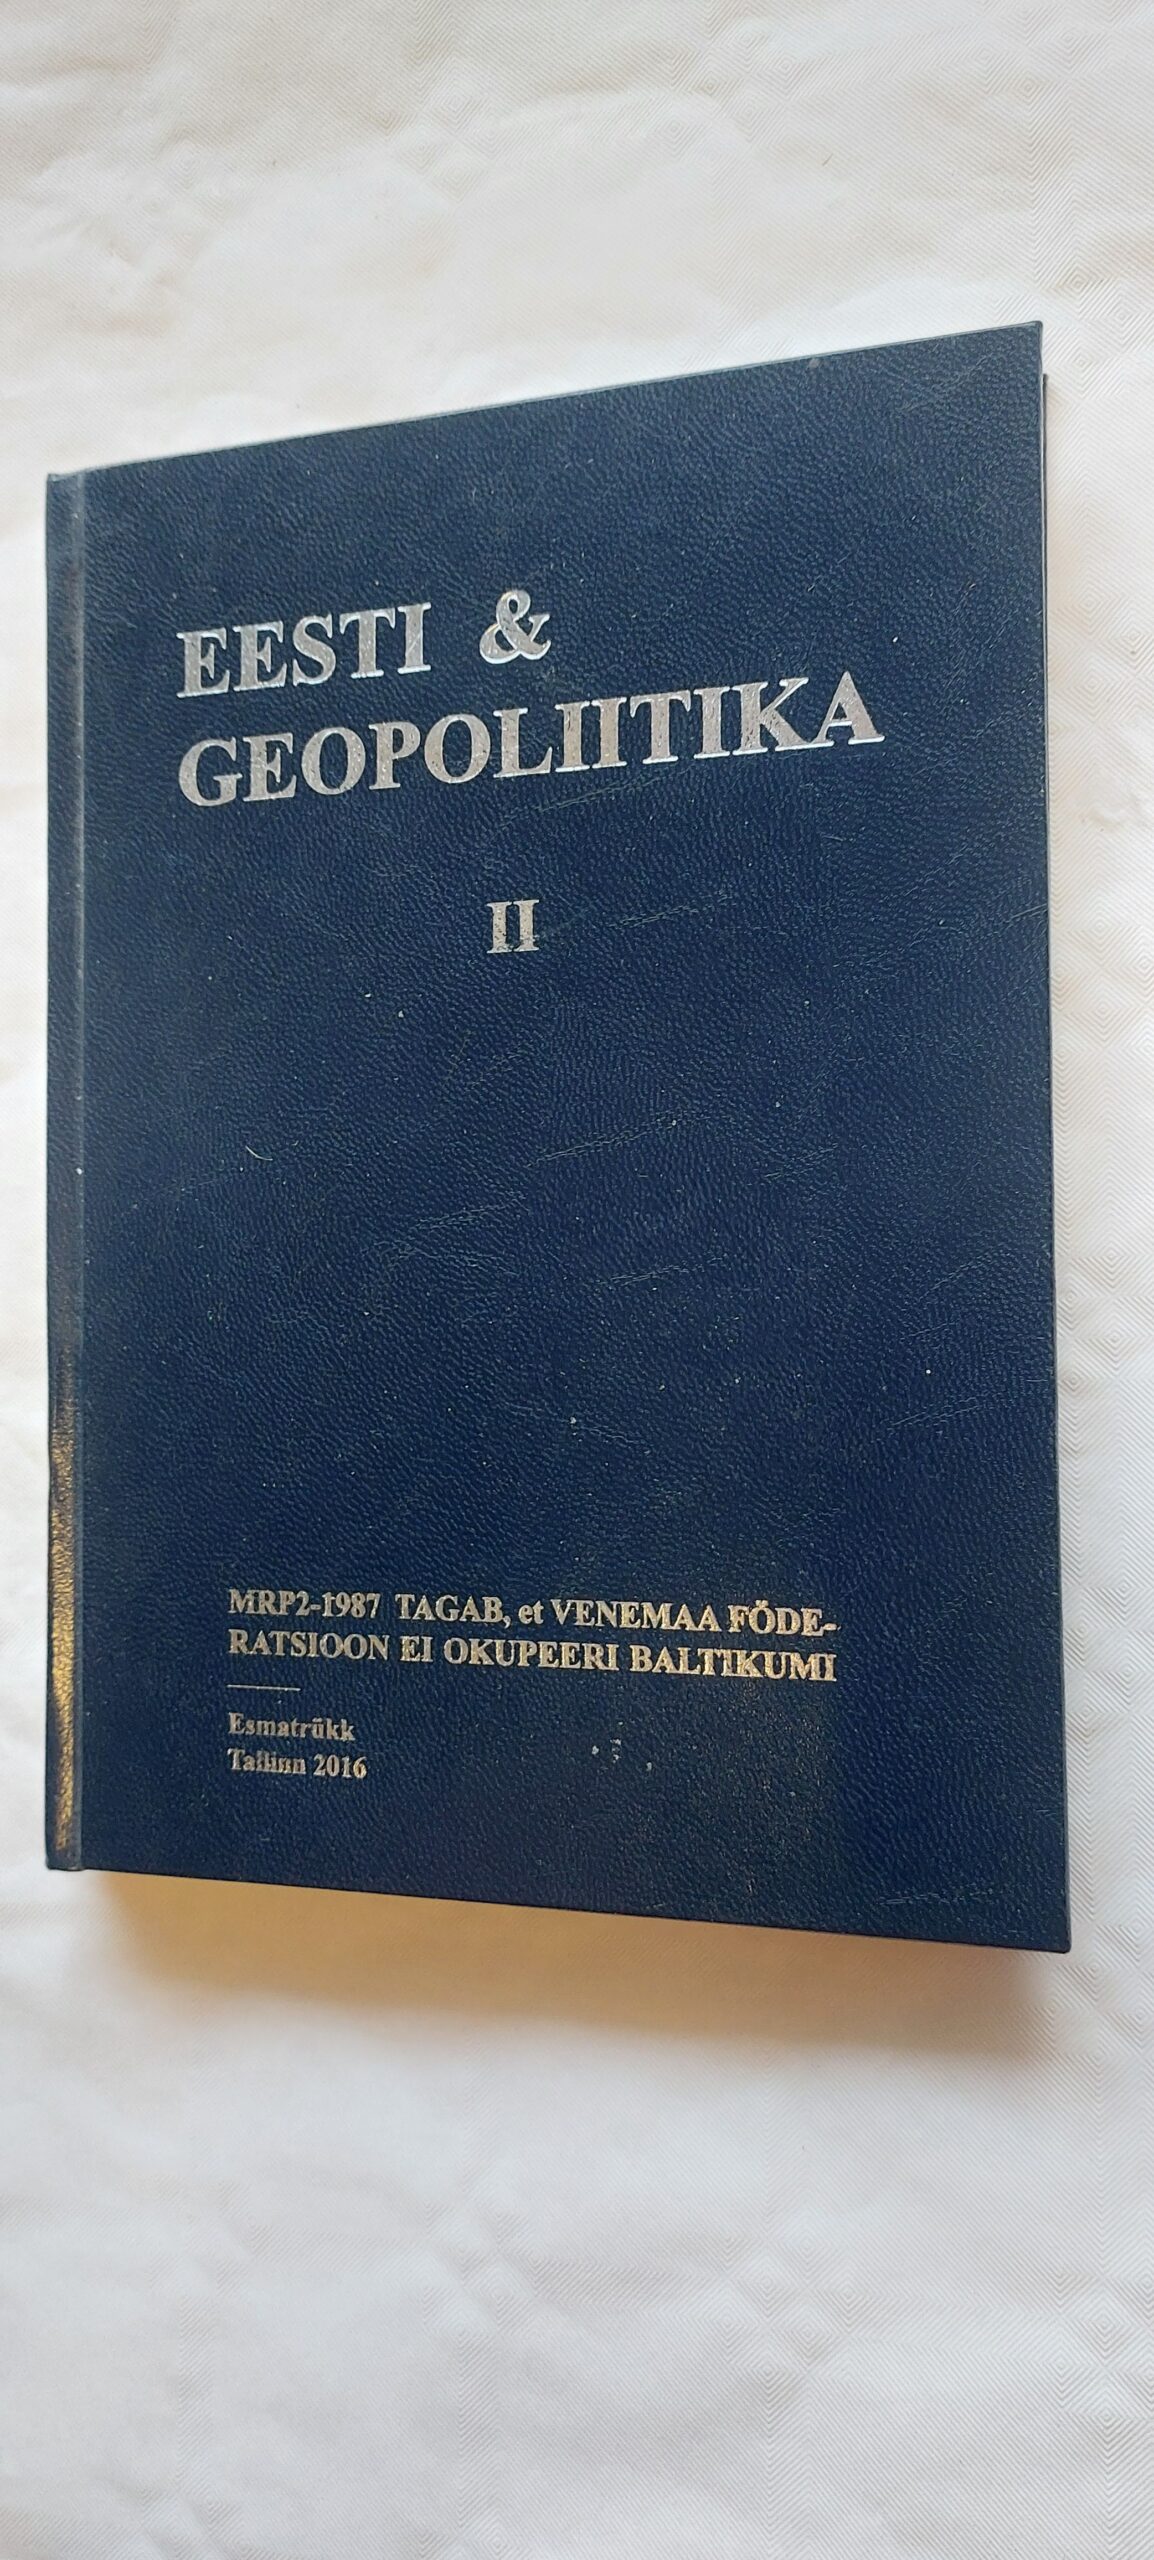 EESTI &
GEOPOLIITIKA
II
MRP2-1987 TAGAB, et VENEMAA FÖDE-
RATSIOON EI OKUPEERI BALTIKUMI
Esmatrükk
Tallinn 2016